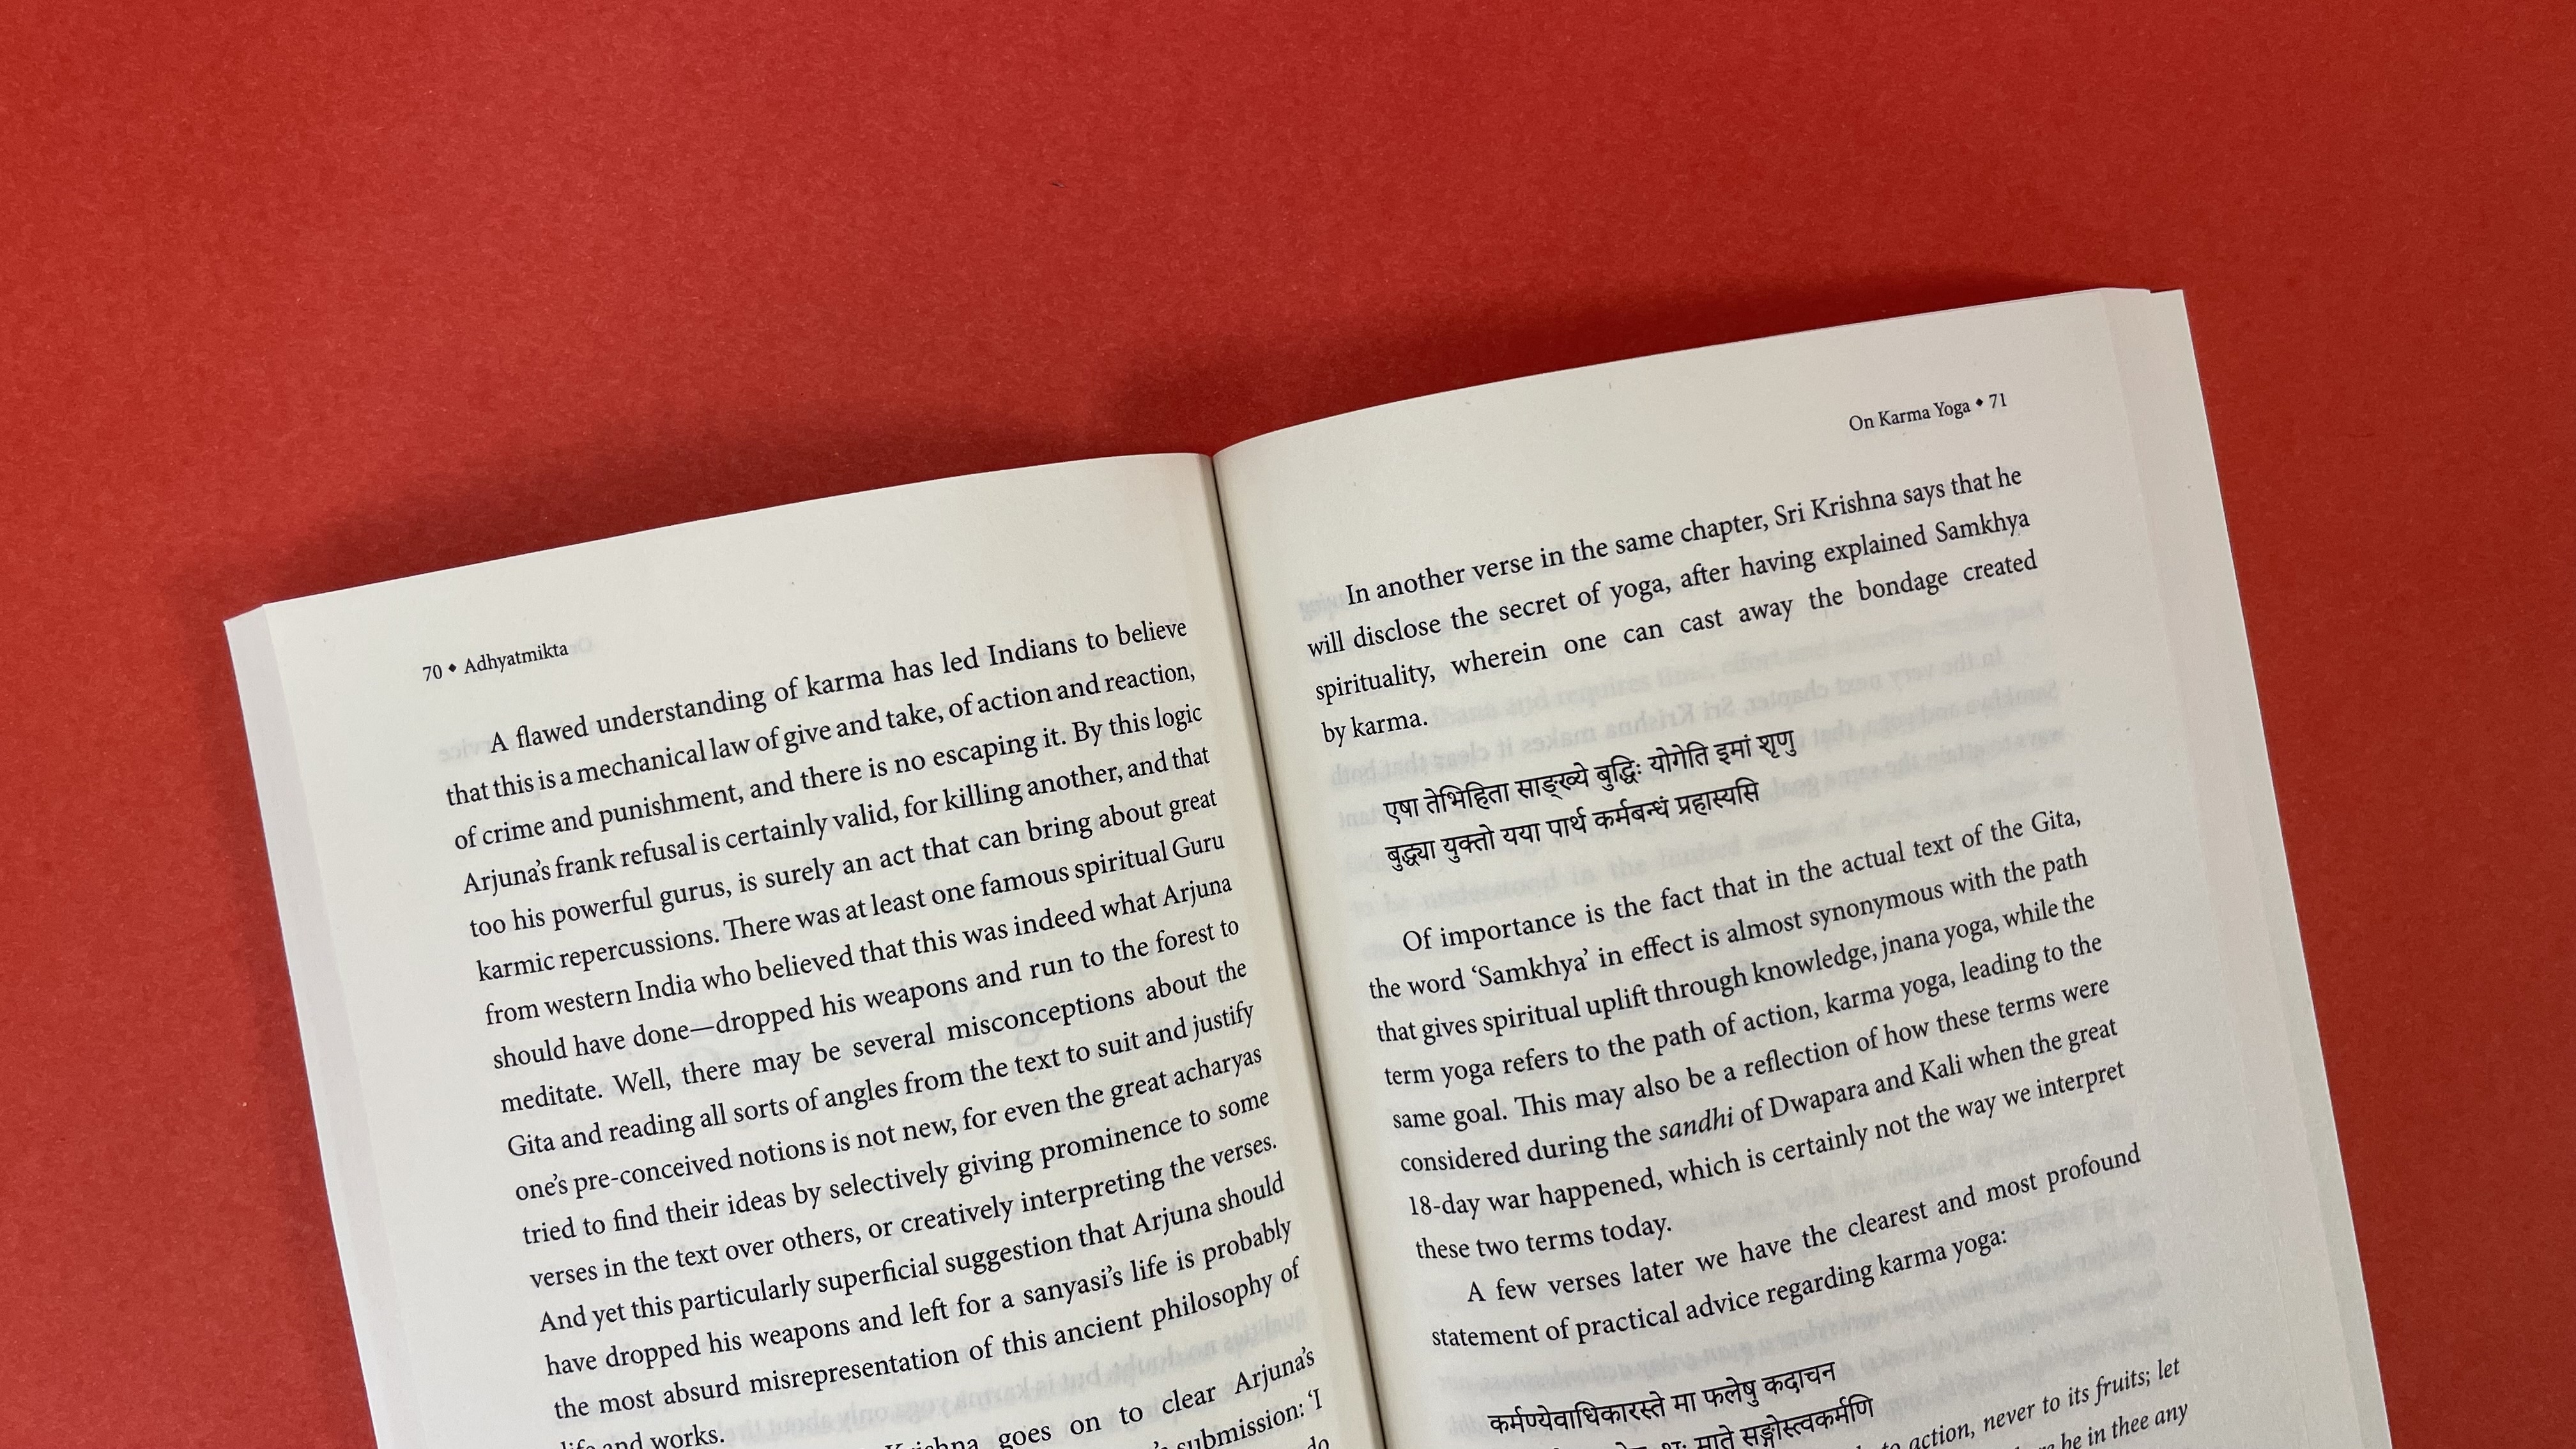 70 • Adhyatmikta
A flawed understanding of karma has led Indians to believe
that this is a mechanical law of give and take, of action and reaction,
of crime and punishment, and there is no escaping it. By this logic
Arjuna's frank refusal is certainly valid, for killing another, and that
too his powerful gurus, is surely an act that can bring about great
karmic repercussions. There was at least one famous spiritual Guru
from western India who believed that this was indeed what Arjuna
should have done—dropped his weapons and run to the forest to
meditate. Well, there may be several misconceptions about the
Gita and reading all sorts of angles from the text to suit and justify
one's pre-conceived notions is not new, for even the great acharyas
tried to find their ideas by selectively giving prominence to some
verses in the text over others, or creatively interpreting the verses.
And yet this particularly superficial suggestion that Arjuna should
have dropped his weapons and left for a sanyasi's life is probably
the most absurd misrepresentation of this ancient philosophy of
life and works.
Krishna goes on to clear Arjuna's
submission: 'I
do
On Karma Yoga • 71
In another verse in the same chapter, Sri Krishna says that he
will disclose the secret of yoga, after having explained Samkhya
spirituality, wherein one can cast away the bondage created
by karma.
एषा तेभिहिता साङ्ख्ये बुद्धिः योगेति इमां शृणु
बुद्ध्या युक्तो यया पार्थ कर्मबन्धं प्रहास्यसि
Of importance is the fact that in the actual text of the Gita,
the word 'Samkhya' in effect is almost synonymous with the path
that gives spiritual uplift through knowledge, jnana yoga, while the
term yoga refers to the path of action, karma yoga, leading to the
same goal. This may also be a reflection of how these terms were
considered during the sandhi of Dwapara and Kali when the great
18-day war happened, which is certainly not the way we interpret
these two terms today.
A few verses later we have the clearest and most profound
statement of practical advice regarding karma yoga:
कर्मण्येवाधिकारस्ते मा फलेषु कदाचन
माते सङ्गोस्त्वकर्मणि
to action, never to its fruits; let
be in thee any